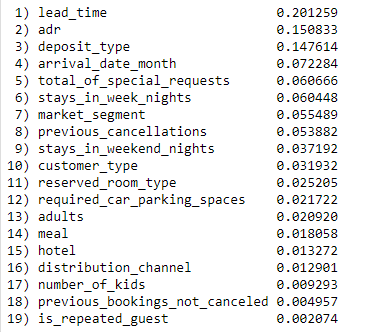 1) lead_time 0.201259
2) adr 0.150833
3) deposit_type 0.147614
4) arrival_date_month 0.072284
5) total_of_special_requests 0.060666
6) stays_in_week_nights 0.060448
7) market_segment 0.055489
8) previous_cancellations 0.053882
9) stays_in_weekend_nights 0.037192
10) customer_type 0.031932
11) reserved_room_type 0.025205
12) required_car_parking_spaces 0.021722
13) adults 0.020920
14) meal 0.018058
15) hotel 0.013272
16) distribution_channel 0.012901
17) number_of_kids 0.009293
18) previous_bookings_not_canceled 0.004957
19) is_repeated_guest 0.002074